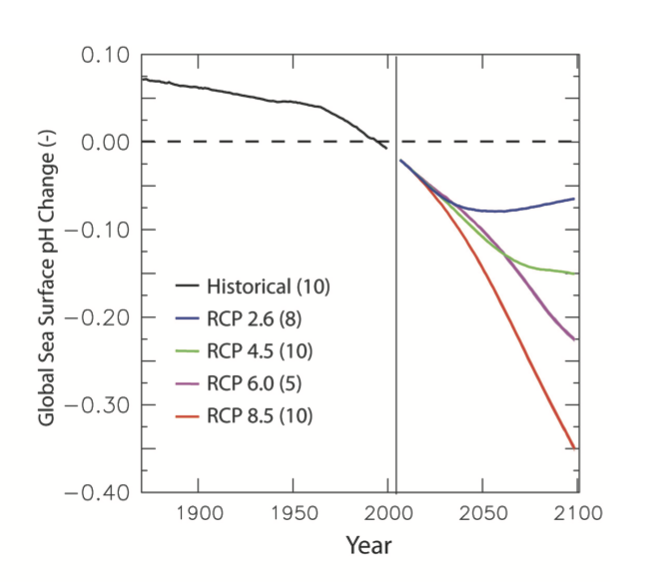 0.10
0.00
−0.10
−0.20
−0.30
−0.40
Global Sea Surface pH Change (-)
Historical (10)
RCP 2.6 (8)
RCP 4.5 (10)
RCP 6.0 (5)
RCP 8.5 (10)
1900 1950 2000 2050 2100
Year